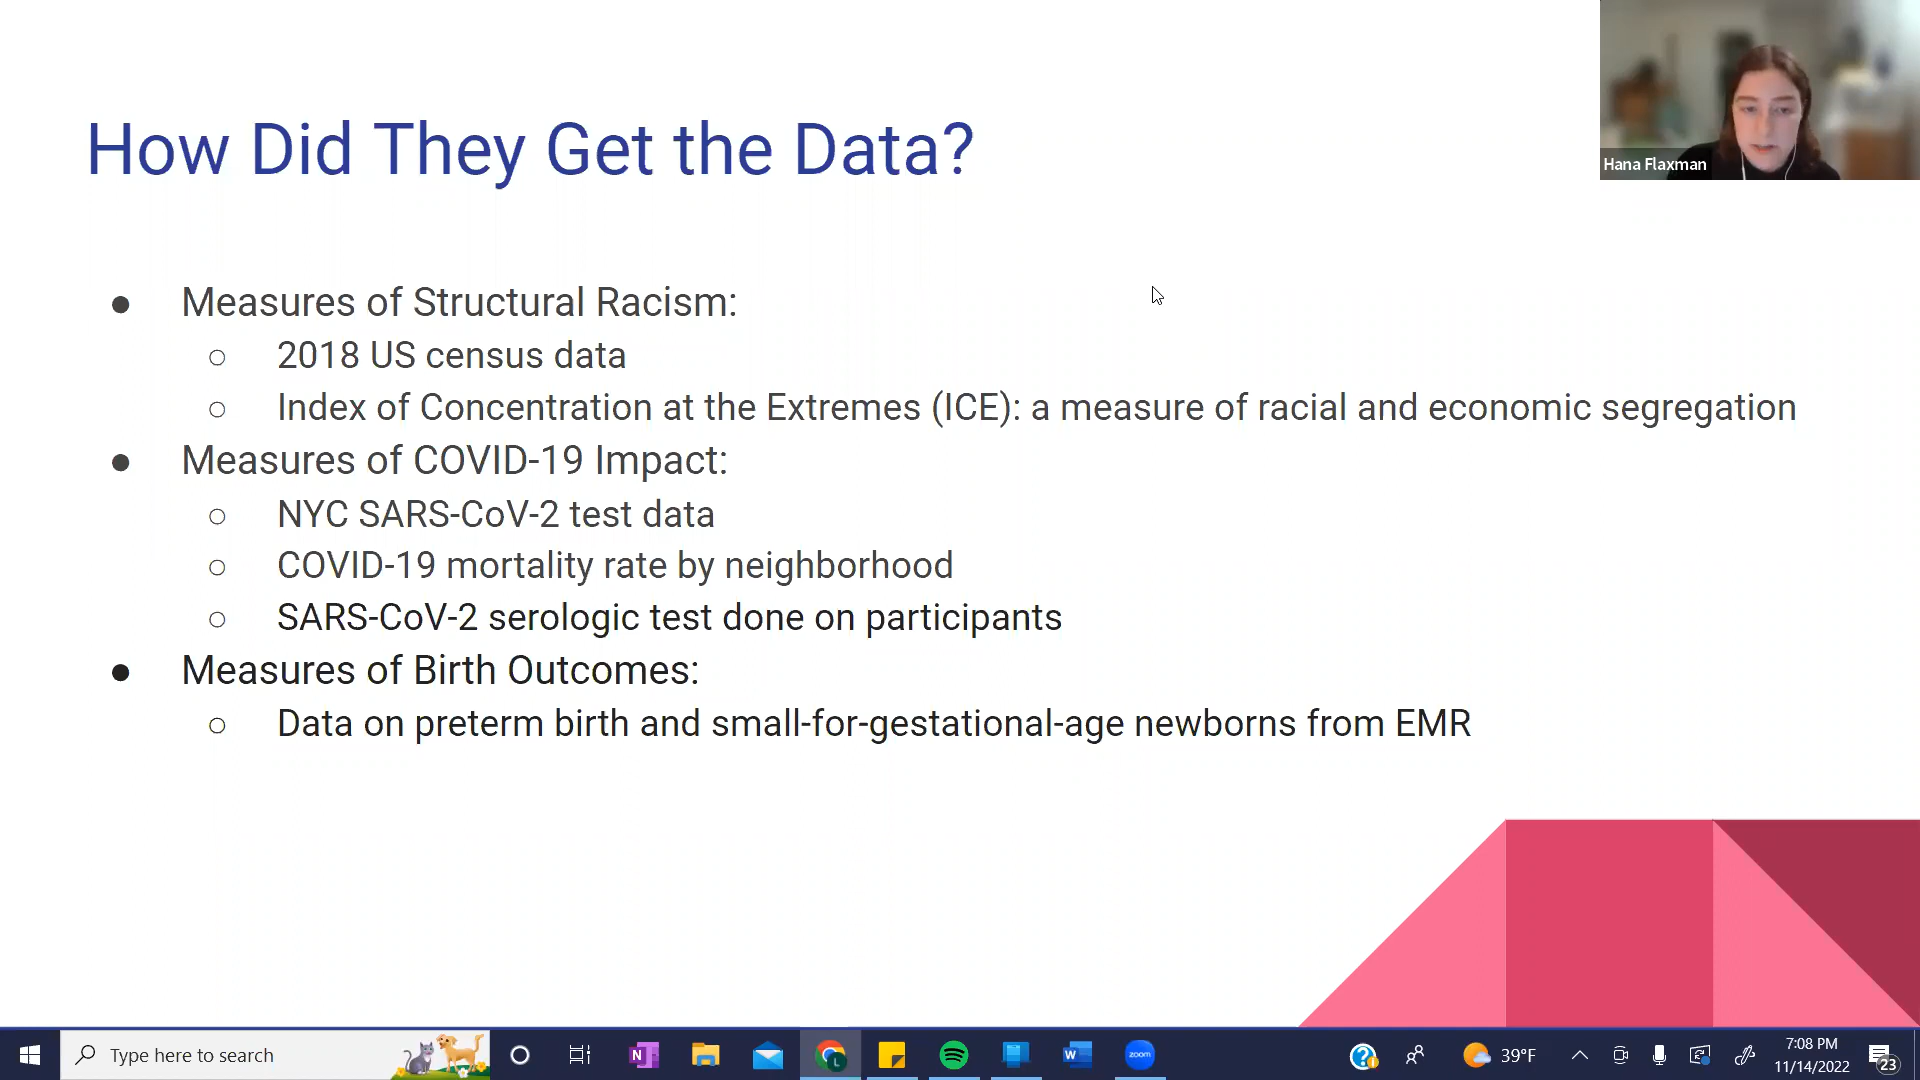 How Did They Get the Data?
Hana Flaxman
● Measures of Structural Racism:
○ 2018 US census data
○ Index of Concentration at the Extremes (ICE): a measure of racial and economic segregation
● Measures of COVID-19 Impact:
○ NYC SARS-CoV-2 test data
○ COVID-19 mortality rate by neighborhood
○ SARS-CoV-2 serologic test done on participants
● Measures of Birth Outcomes:
○ Data on preterm birth and small-for-gestational-age newborns from EMR
Type here to search
N
L
W
zoom
39°F
7:08 PM
11/14/2022
23